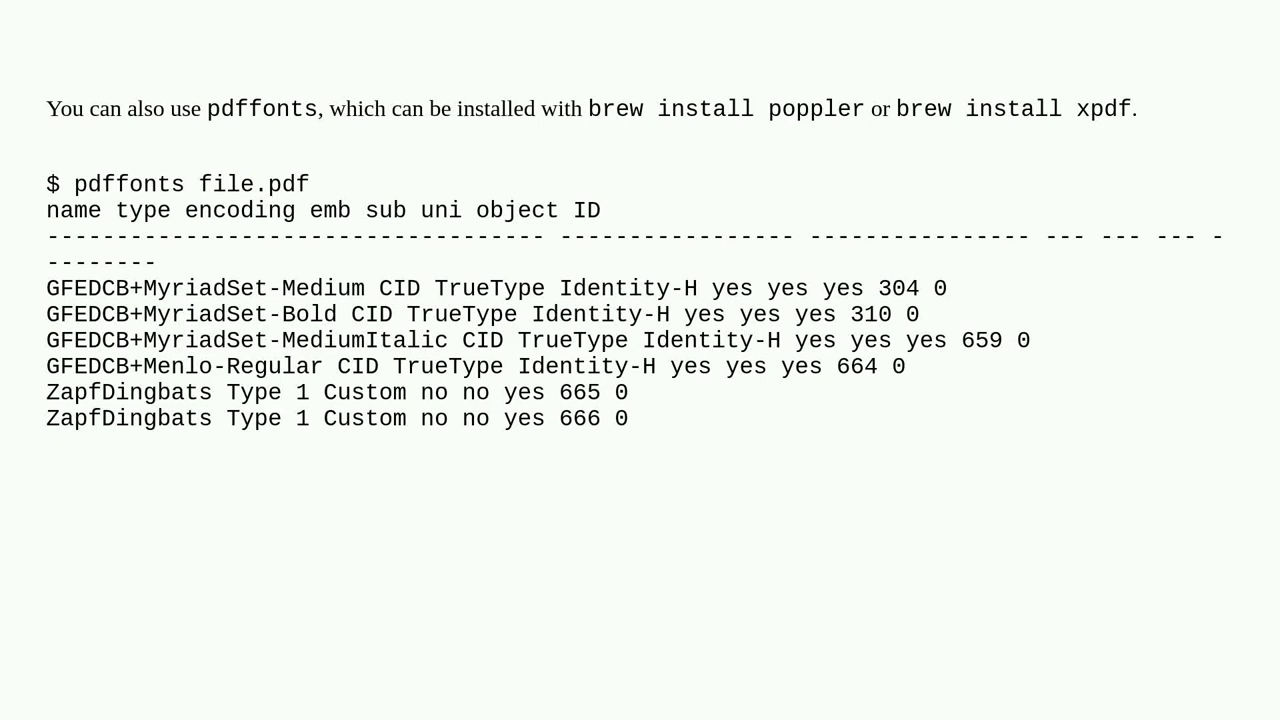 You can also use pdffonts, which can be installed with brew install poppler or brew install xpdf.
$ pdffonts file.pdf
name type encoding emb sub uni object ID
------------------------------------ ----------------- ---------------- --- --- --- -
--------
GFEDCB+MyriadSet-Medium CID TrueType Identity-H yes yes yes 304 0
GFEDCB+MyriadSet-Bold CID TrueType Identity-H yes yes yes 310 0
GFEDCB+MyriadSet-MediumItalic CID TrueType Identity-H yes yes yes 659 0
GFEDCB+Menlo-Regular CID TrueType Identity-H yes yes yes 664 0
ZapfDingbats Type 1 Custom no no yes 665 0
ZapfDingbats Type 1 Custom no no yes 666 0